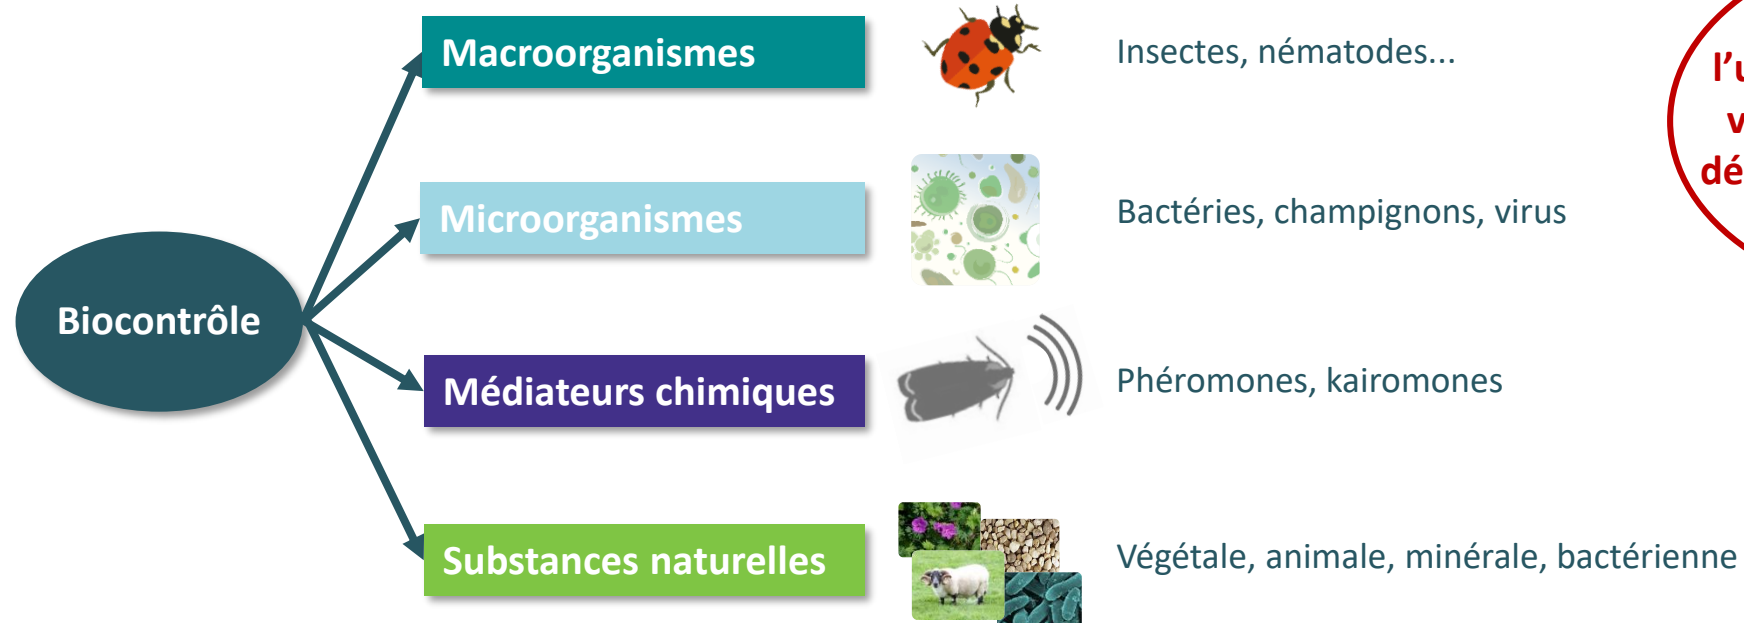 Macroorganismes
Insectes, nématodes...
Microorganismes
Bactéries, champignons, virus
Biocontrôle
Médiateurs chimiques
Phéromones, kairomones
Substances naturelles
Végétale, animale, minérale, bactérienne